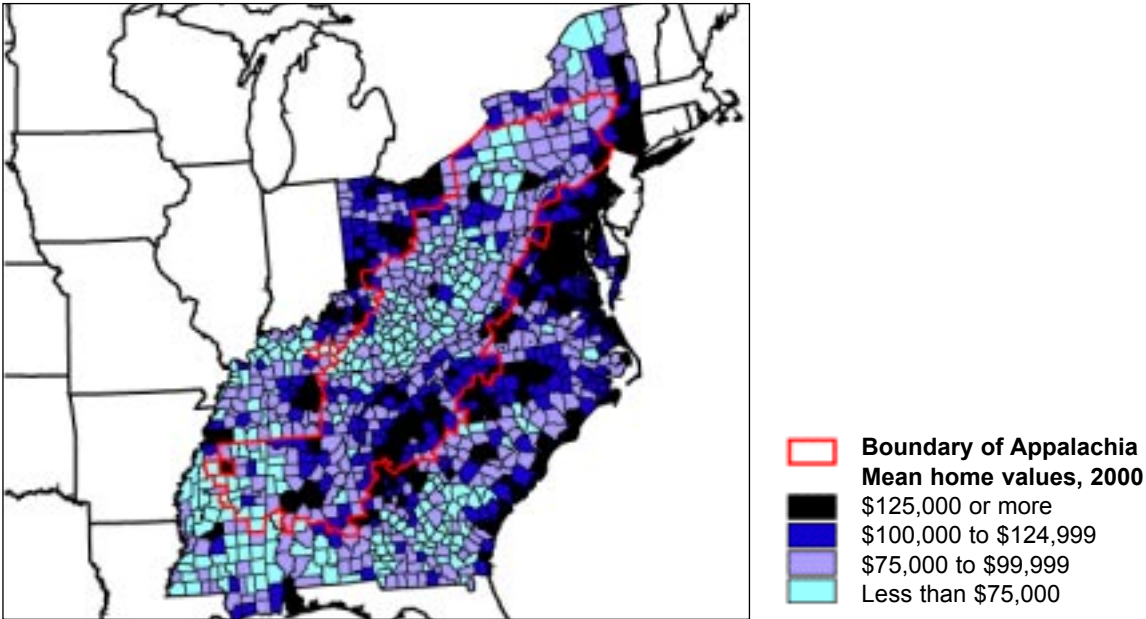 Boundary of Appalachia
Mean home values, 2000
$125,000 or more
$100,000 to $124,999
$75,000 to $99,999
Less than $75,000